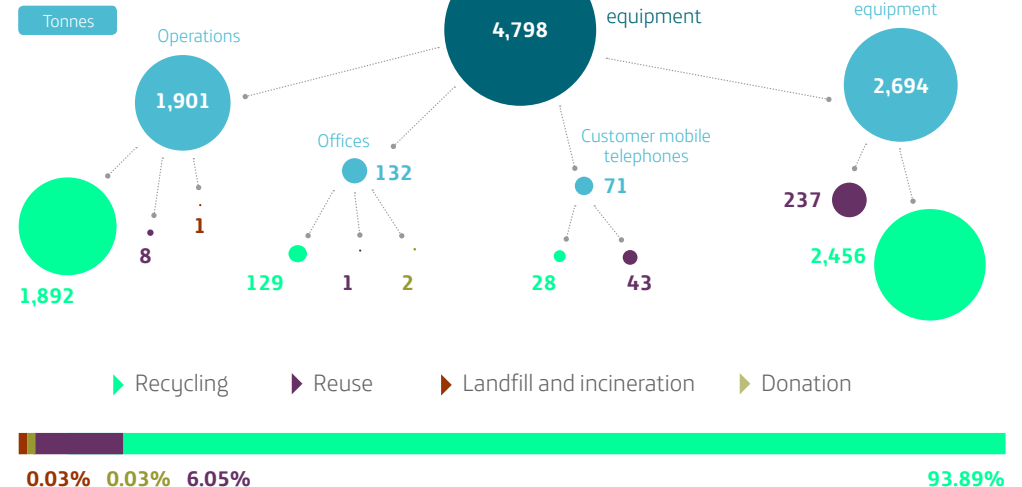 equipment
equipment
Tonnes
4,798
Operations
2,694
1,901
Offices
Customer mobile
telephones
132
71
237
1
8
2,456
129
1
2
28
43
1,892
Recycling
Reuse
Landfill and incineration
Donation
0.03%
0.03%
6.05%
93.89%